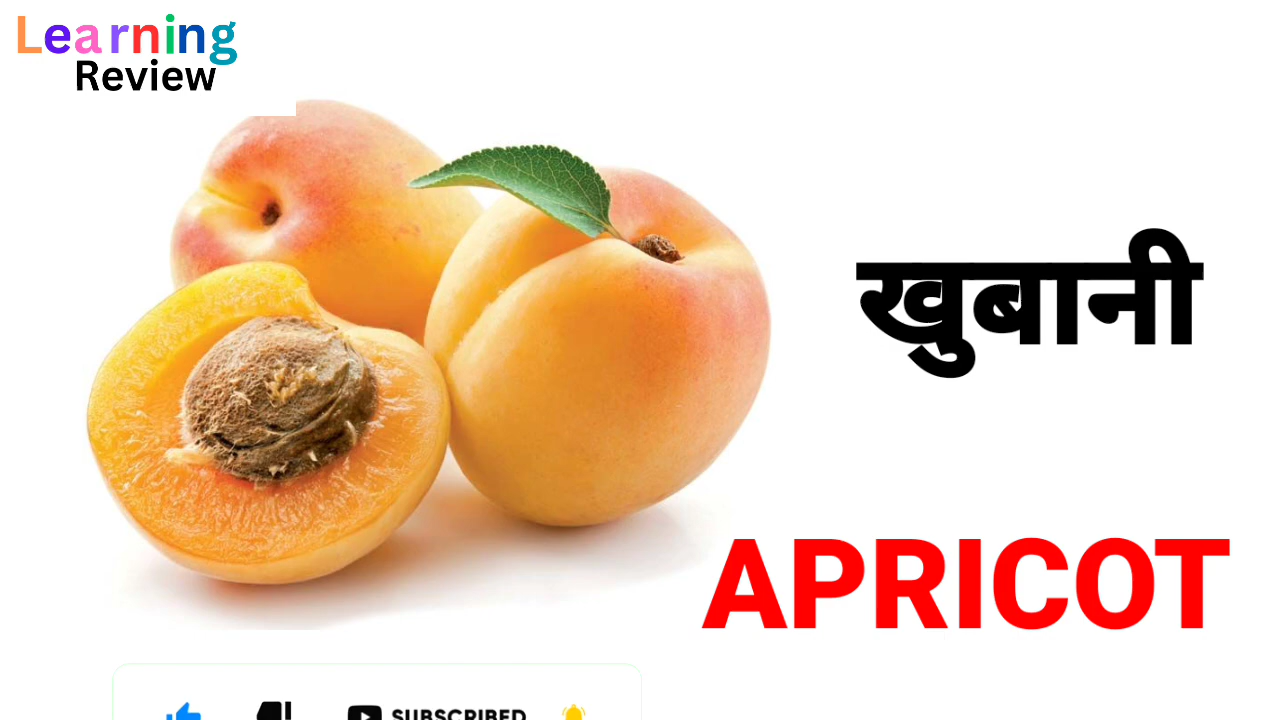 Learning
Review
खुबानी
APRICOT
SUBSCRIBED